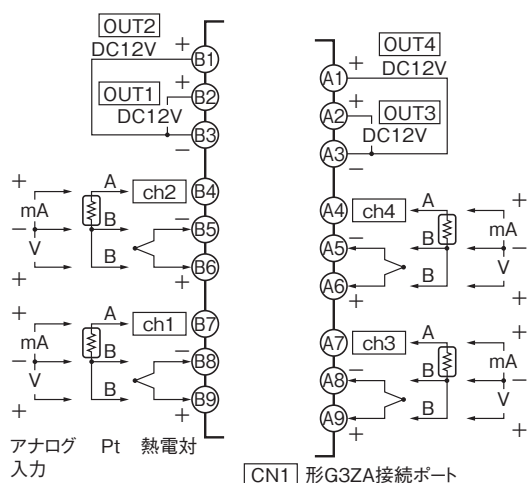 OUT2
DC12V
+
B1
OUT1
+
B2
DC12V
B3
−
+
mA
−
V
+
A
B
B
ch2
B4
−
B5
B6
+
+
mA
−
V
+
A
B
B
ch1
B7
−
B8
B9
+
アナログ
入力
Pt
熱電対
OUT4
+
DC12V
A1
+
OUT3
A2
DC12V
A3
−
A4
ch4
A
B
B
−
A5
A6
+
+
mA
−
V
+
A7
ch3
A
B
B
−
A8
A9
+
+
mA
−
V
+
CN1 形G3ZA接続ポート